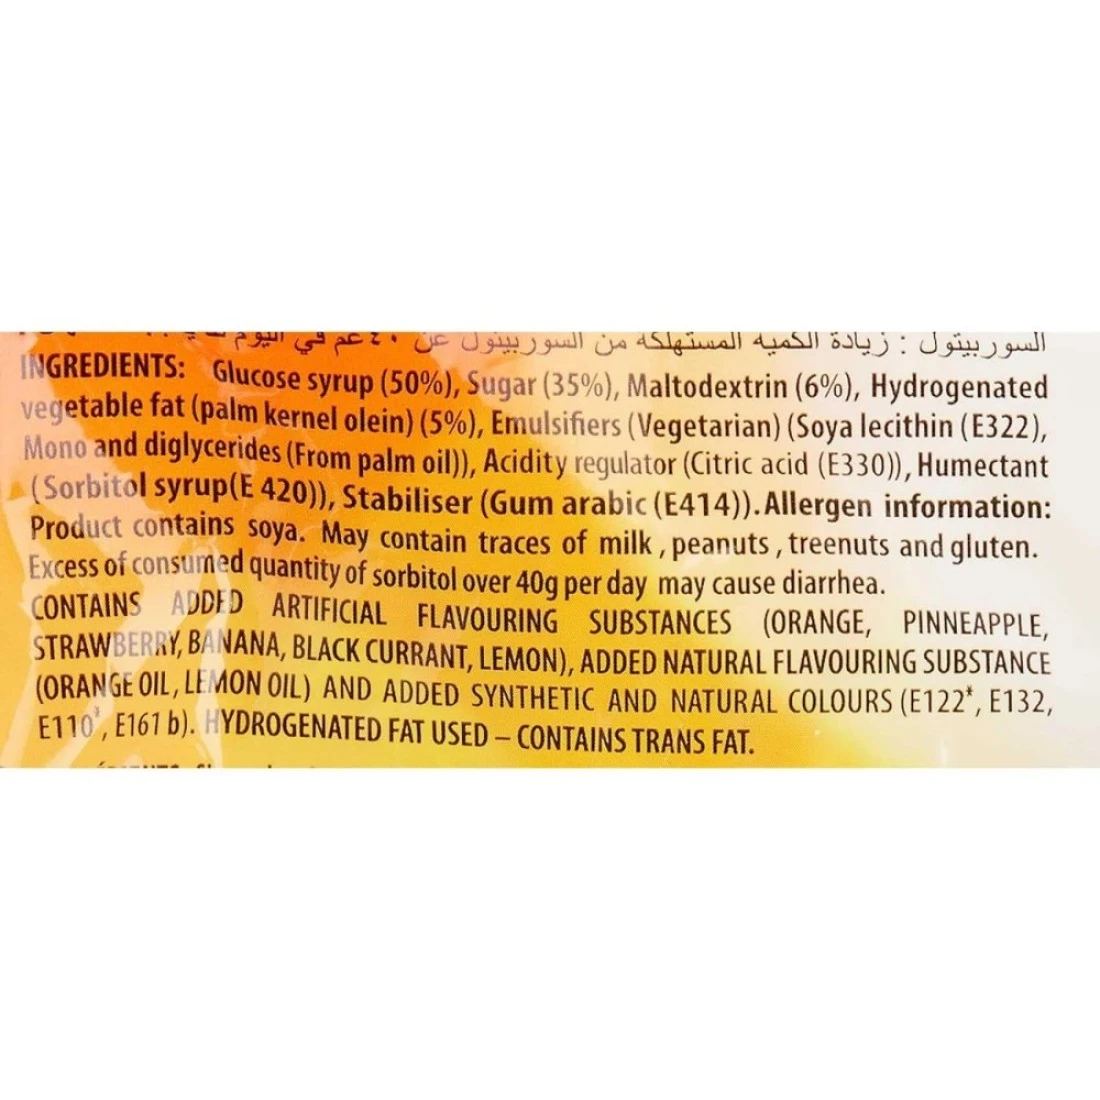 السوربيتول : زيادة الكمية المستهلكة من السوربيتول عن ٤٠ غم في اليوم
INGREDIENTS: Glucose syrup (50%), Sugar (35%), Maltodextrin (6%), Hydrogenated
vegetable fat (palm kernel olein) (5%), Emulsifiers (Vegetarian) (Soya lecithin (E322),
Mono and diglycerides (From palm oil)), Acidity regulator (Citric acid (E330)), Humectant
(Sorbitol syrup(E 420)), Stabiliser (Gum arabic (E414)). Allergen information:
Product contains soya. May contain traces of milk , peanuts , treenuts and gluten.
Excess of consumed quantity of sorbitol over 40g per day may cause diarrhea.
CONTAINS ADDED ARTIFICIAL FLAVOURING SUBSTANCES (ORANGE, PINNEAPPLE,
STRAWBERRY, BANANA, BLACK CURRANT, LEMON), ADDED NATURAL FLAVOURING SUBSTANCE
(ORANGE OIL, LEMON OIL) AND ADDED SYNTHETIC AND NATURAL COLOURS (E122*, E132,
E110*, E161 b). HYDROGENATED FAT USED – CONTAINS TRANS FAT.